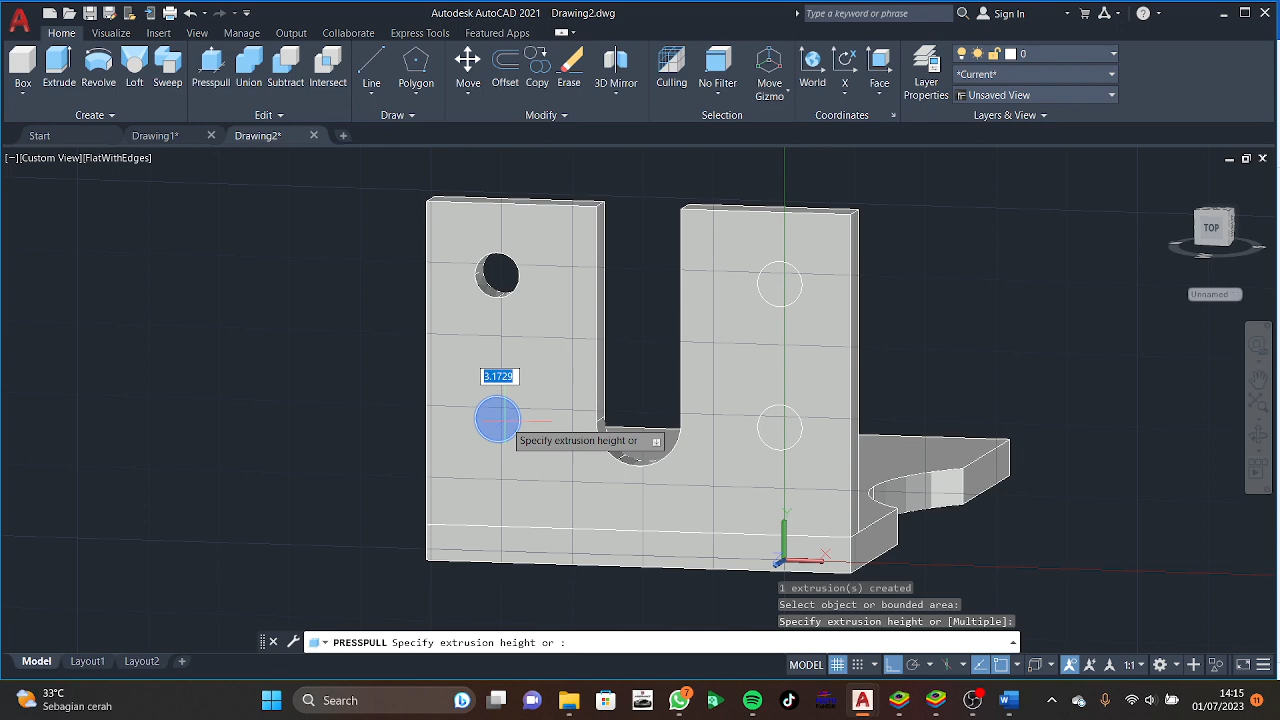 Autodesk AutoCAD 2021 Drawing2.dwg
Type a keyword or phrase
Sign In
Home Visualize Insert View Manage Output Collaborate Express Tools Featured Apps
Box Extrude Revolve Loft Sweep Presspull Union Subtract Intersect Line Polygon Move Offset Copy Erase 3D Mirror Culling No Filter Move Gizmo World X Face Layer Properties
0
*Current*
Unsaved View
Create Edit Draw Modify Selection Coordinates Layers & View
Start Drawing1* Drawing2*
[−][Custom View][FlatWithEdges]
TOP
Unnamed
3.1729
Specify extrusion height or
Y
X
1 extrusion(s) created
Select object or bounded area:
Specify extrusion height or [Multiple]:
PRESSPULL Specify extrusion height or :
Model Layout1 Layout2
MODEL 1:1
33°C
Sebagian cerah
Search
7
14:15
01/07/2023
11